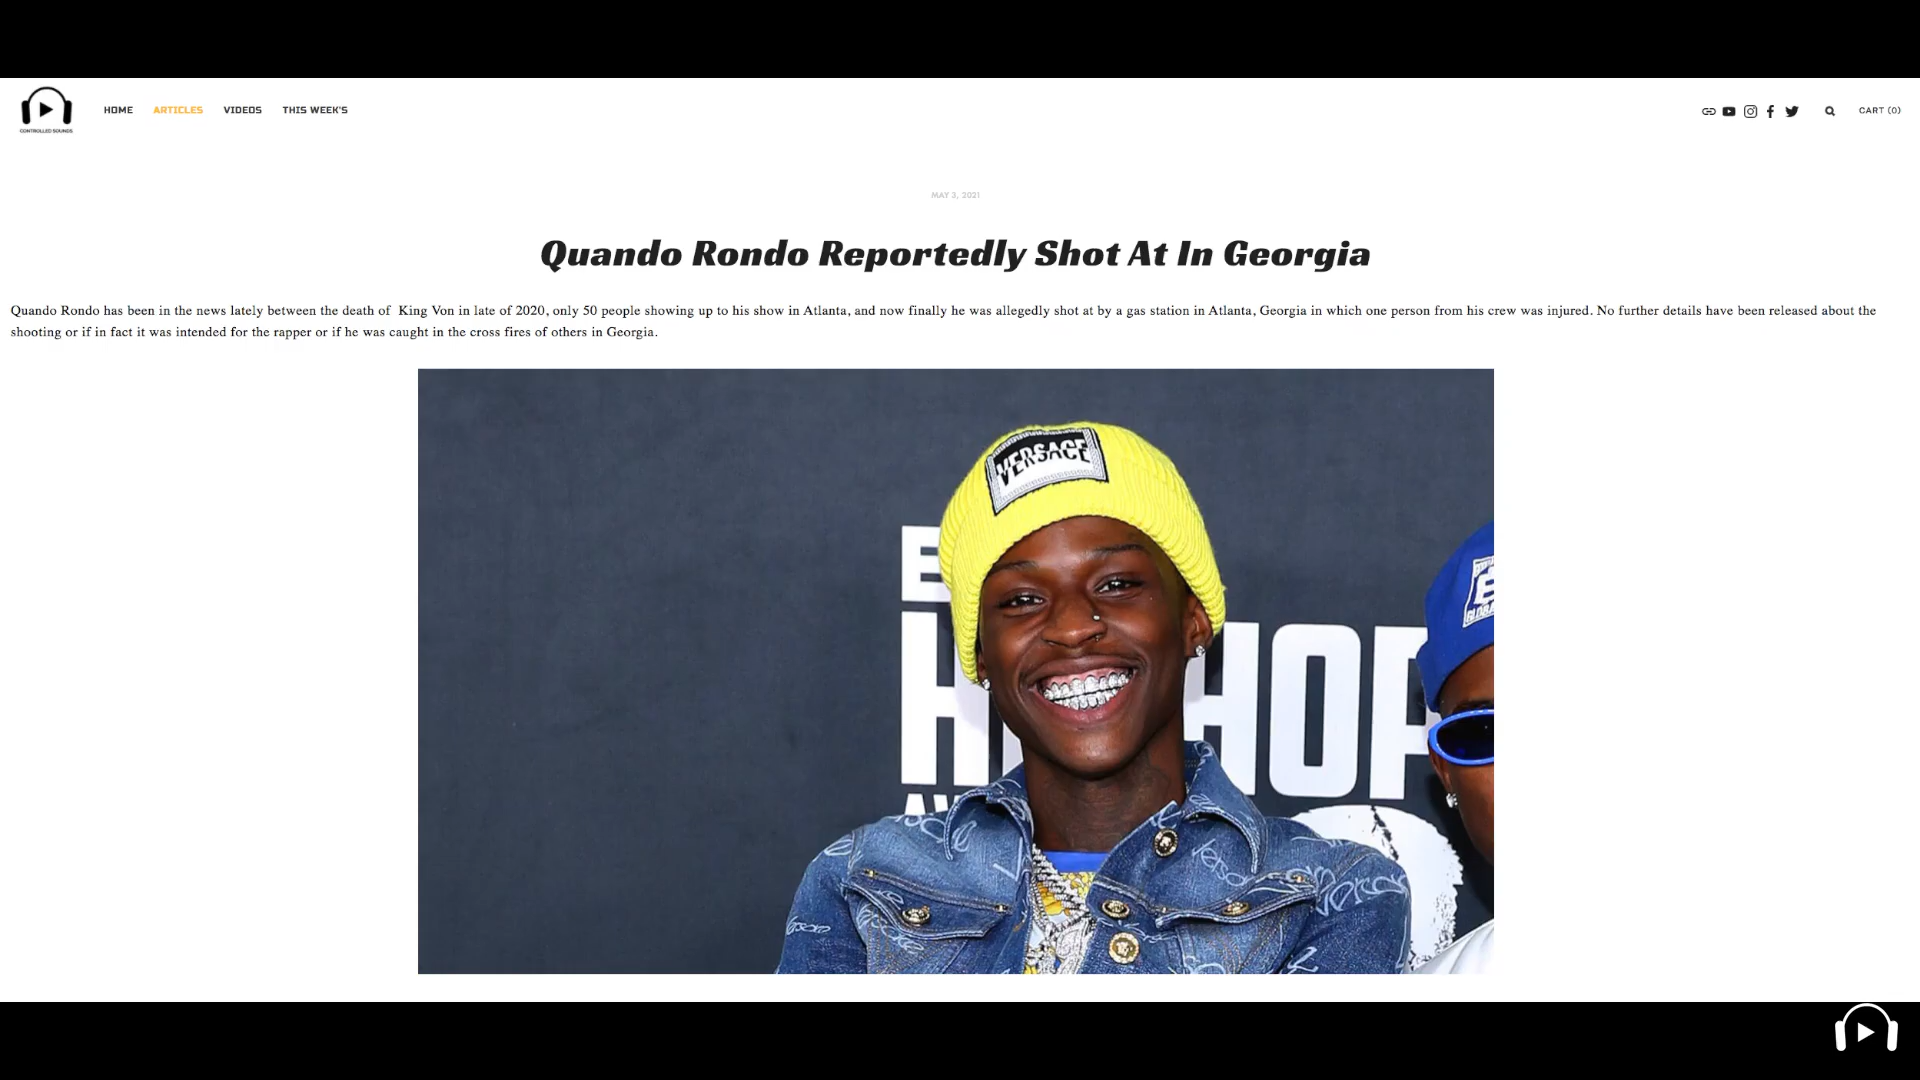 CONTROLLED SOUNDS
HOME ARTICLES VIDEOS THIS WEEK'S
CART (0)
MAY 3, 2021
Quando Rondo Reportedly Shot At In Georgia
Quando Rondo has been in the news lately between the death of King Von in late of 2020, only 50 people showing up to his show in Atlanta, and now finally he was allegedly shot at by a gas station in Atlanta, Georgia in which one person from his crew was injured. No further details have been released about the
shooting or if in fact it was intended for the rapper or if he was caught in the cross fires of others in Georgia.
VERSACE
HOP